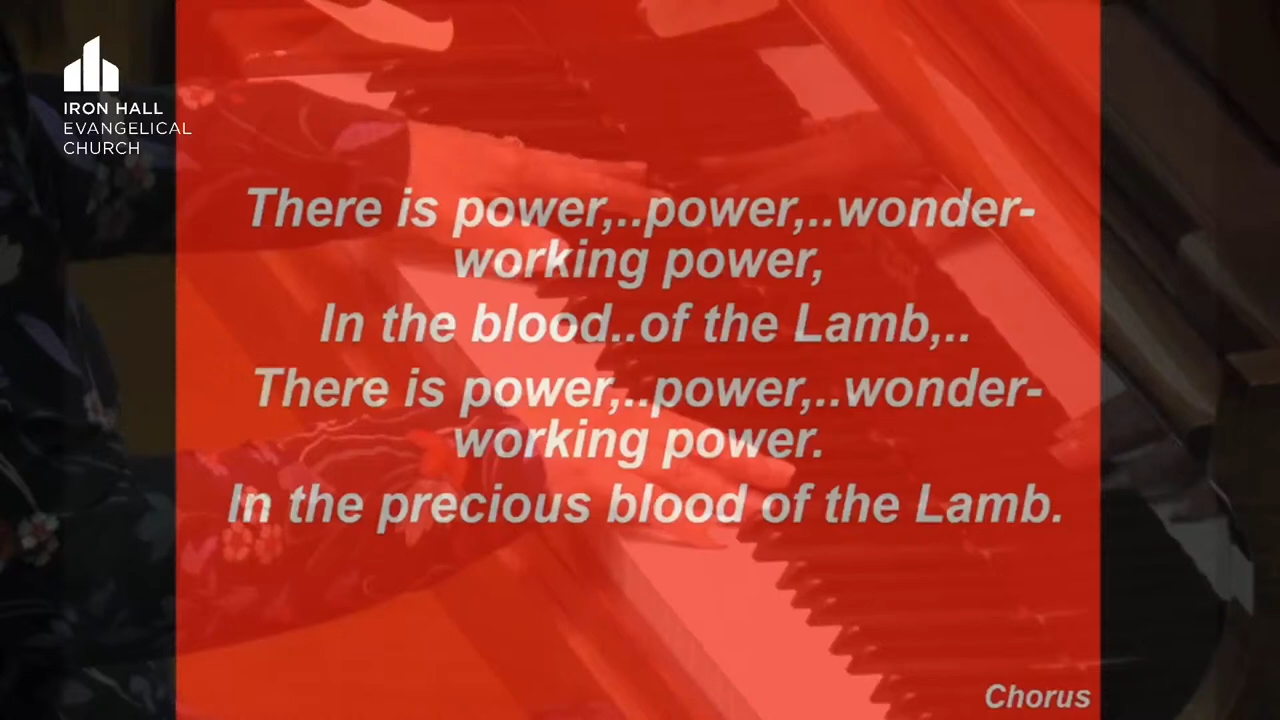 IRON HALL
EVANGELICAL
CHURCH
There is power,..power,..wonder-
working power,
In the blood..of the Lamb,..
There is power,..power,..wonder-
working power.
In the precious blood of the Lamb.
Chorus